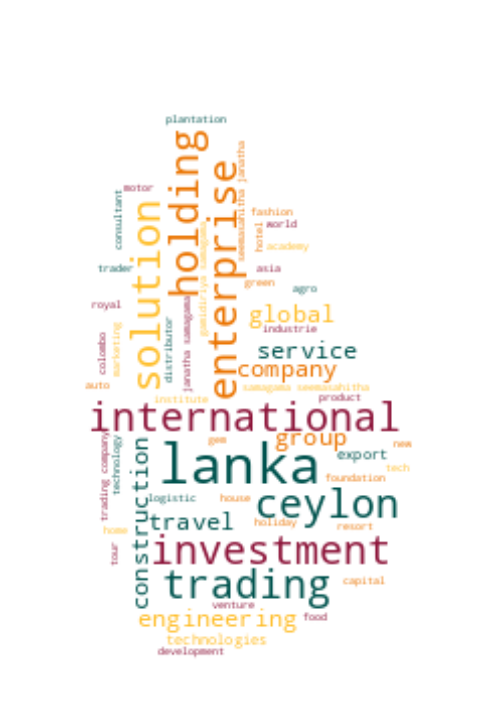 plantation
holding
motor
enterprise
seemasahitha janatha
consultant
solution
fashion
gamidiriya samagama
world
hotel
academy
trader
asia
green
agro
janatha samagama
royal
global
distributor
marketing
industrie
colombo
service
company
auto
samagama seemasahitha
institute
product
international
trading company
technology
construction
gem
group
new
lanka
export
tech
foundation
logistic
house
ceylon
travel
holiday
resort
home
tour
investment
trading
capital
venture
engineering
food
technologies
development